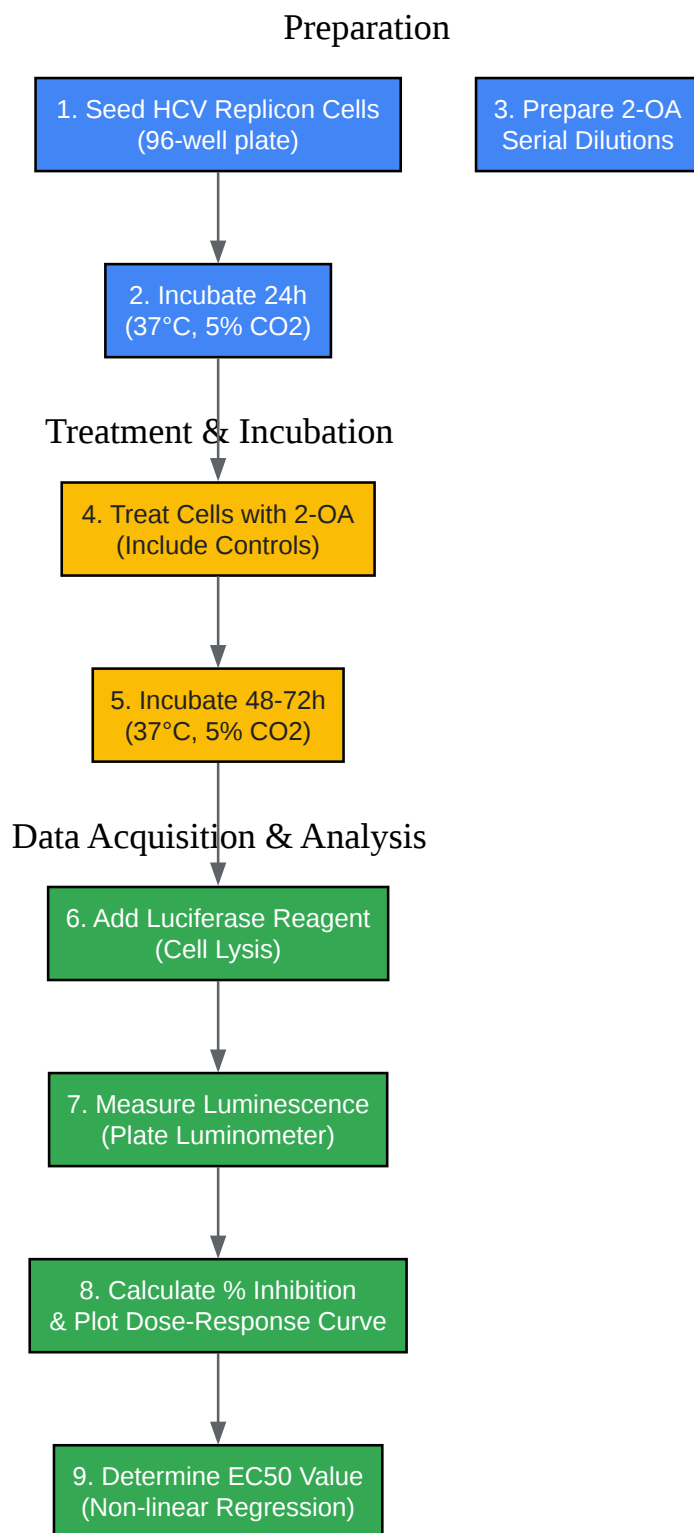 Preparation
1. Seed HCV Replicon Cells
(96-well plate)
3. Prepare 2-OA
Serial Dilutions
2. Incubate 24h
(37°C, 5% CO2)
Treatment & Incubation
4. Treat Cells with 2-OA
(Include Controls)
5. Incubate 48-72h
(37°C, 5% CO2)
Data Acquisition & Analysis
6. Add Luciferase Reagent
(Cell Lysis)
7. Measure Luminescence
(Plate Luminometer)
8. Calculate % Inhibition
& Plot Dose-Response Curve
9. Determine EC50 Value
(Non-linear Regression)